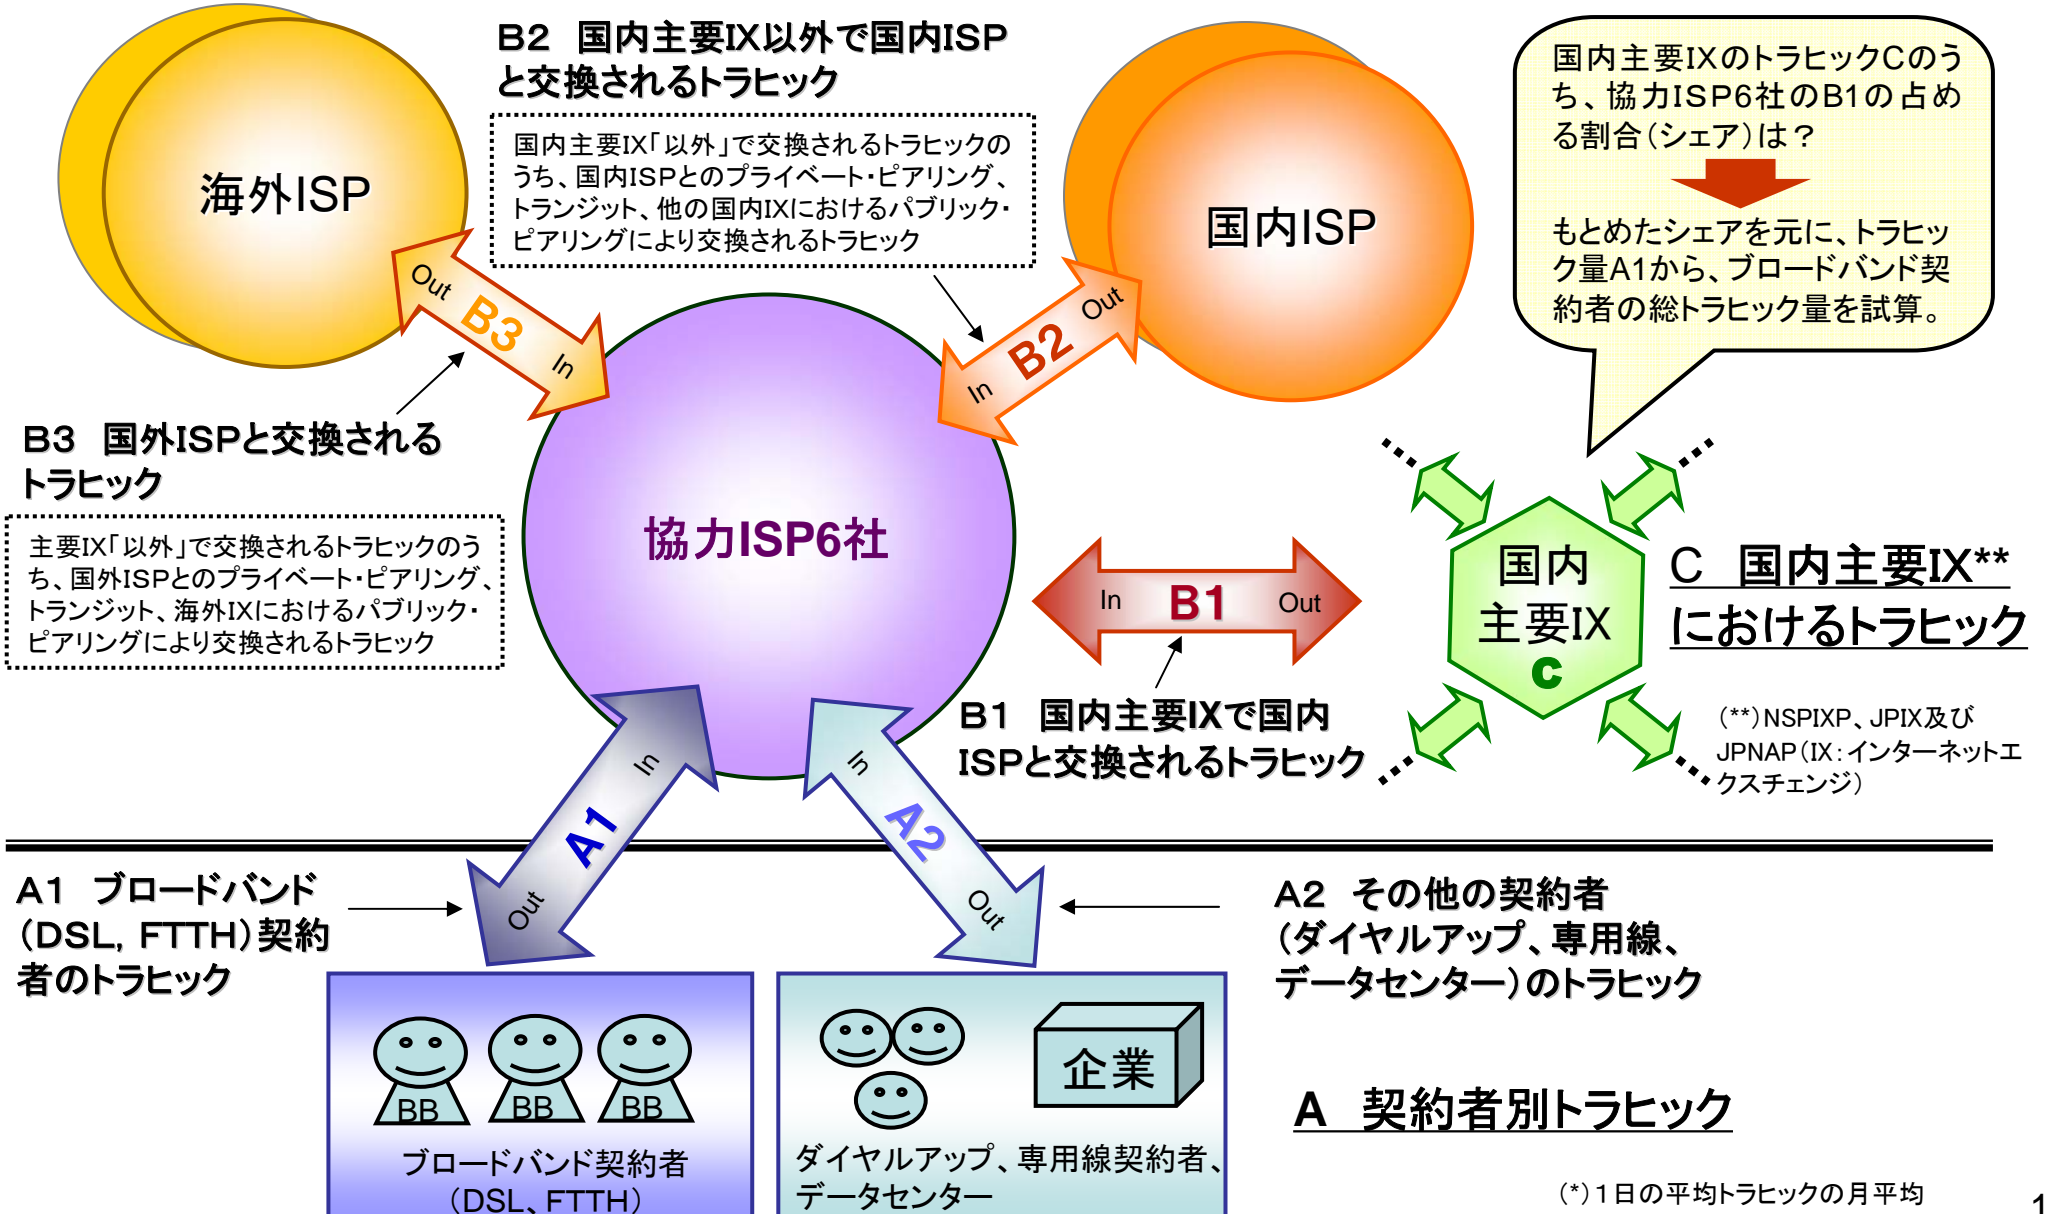 B2　国内主要IX以外で国内ISP
と交換されるトラヒック
国内主要IX「以外」で交換されるトラヒックの
うち、国内ISPとのプライベート・ピアリング、
トランジット、他の国内IXにおけるパブリック・
ピアリングにより交換されるトラヒック
海外ISP
国内ISP
国内主要IXのトラヒックCのう
ち、協力ISP6社のB1の占め
る割合（シェア）は？
もとめたシェアを元に、トラヒッ
ク量A1から、ブロードバンド契
約者の総トラヒック量を試算。
Out B3 In
In B2 Out
B3　国外ISPと交換される
トラヒック
主要IX「以外」で交換されるトラヒックのう
ち、国外ISPとのプライベート・ピアリング、
トランジット、海外IXにおけるパブリック・
ピアリングにより交換されるトラヒック
協力ISP6社
In B1 Out
B1　国内主要IXで国内
ISPと交換されるトラヒック
国内
主要IX
C
C　国内主要IX**
におけるトラヒック
(**)NSPIXP、JPIX及び
JPNAP（IX：インターネットエ
クスチェンジ）
In A1 Out
In A2 Out
A1　ブロードバンド
（DSL, FTTH）契約
者のトラヒック
A2　その他の契約者
（ダイヤルアップ、専用線、
データセンター）のトラヒック
BB BB BB
ブロードバンド契約者
（DSL、FTTH）
企業
ダイヤルアップ、専用線契約者、
データセンター
A　契約者別トラヒック
(*)１日の平均トラヒックの月平均
1